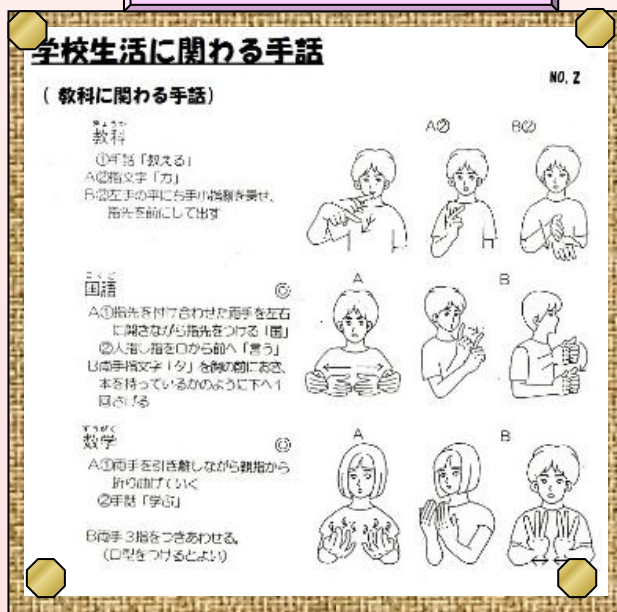 学校生活に関わる手話
NO. 2
( 教科に関わる手話)
きょうか
教科
A② B②
①手話「教える」
A②指文字「カ」
B②左手の平に右手小指側を乗せ、
指先を前にして出す
こくご
国語 ◎
A B
A①指先を付け合わせた両手を左右
に開きながら指先をつける「国」
②人指し指を口から前へ「言う」
B両手指文字「タ」を胸の前におき、
本を持っているかのように下へ1
回さげる
すうがく
数学 ◎
A B
A①両手を引き離しながら親指から
折り曲げていく
②手話「学ぶ」
B両手3指をつきあわせる。
(口型をつけるとよい)